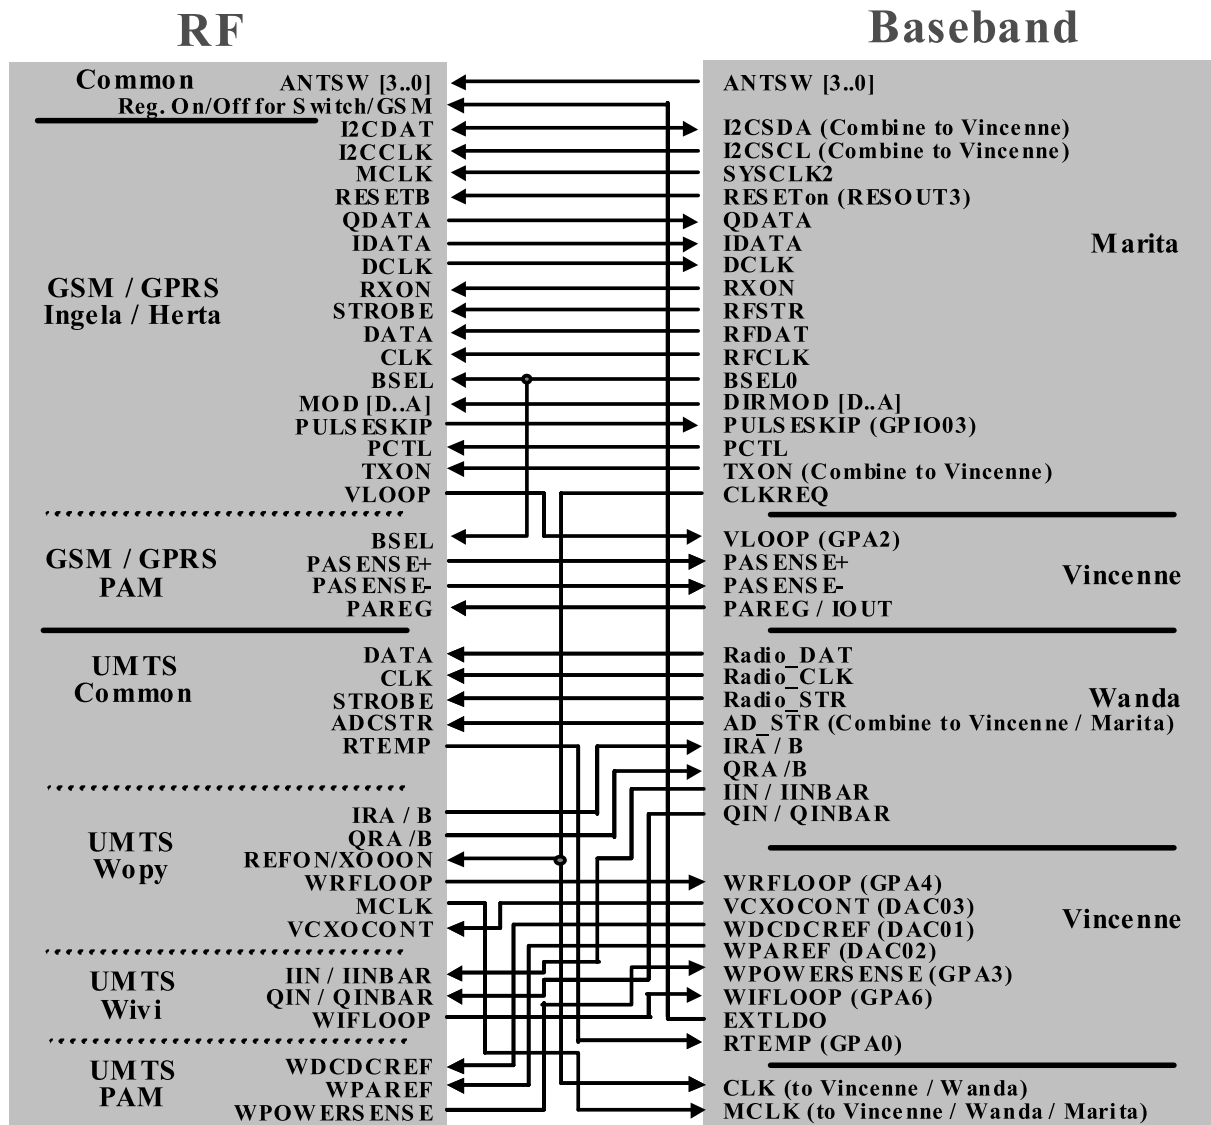 RF
Baseband
Common
ANTSW [3..0]
Reg. On/Off for Switch/GSM
I2CDAT
I2CCLK
MCLK
RESETB
QDATA
IDATA
DCLK
GSM / GPRS
Ingela / Herta
RXON
STROBE
DATA
CLK
BSEL
MOD [D..A]
PULSESKIP
PCTL
TXON
VLOOP
GSM / GPRS
PAM
BSEL
PASENSE+
PASENSE-
PAREG
UMTS
Common
DATA
CLK
STROBE
ADCSTR
RTEMP
UMTS
Wopy
IRA / B
QRA /B
REFON/XOOON
WRFLOOP
MCLK
VCXOCONT
UMTS
Wivi
IIN / IINBAR
QIN / QINBAR
WIFLOOP
UMTS
PAM
WDCDCREF
WPAREF
WPOWERSENSE
ANTSW [3..0]
I2CSDA (Combine to Vincenne)
I2CSCL (Combine to Vincenne)
SYSCLK2
RESETon (RESOUT3)
QDATA
IDATA
Marita
DCLK
RXON
RFSTR
RFDAT
RFCLK
BSEL0
DIRMOD [D..A]
PULSESKIP (GPIO03)
PCTL
TXON (Combine to Vincenne)
CLKREQ
VLOOP (GPA2)
PASENSE+
Vincenne
PASENSE-
PAREG / IOUT
Radio_DAT
Radio_CLK
Wanda
Radio_STR
AD_STR (Combine to Vincenne / Marita)
IRA / B
QRA /B
IIN / IINBAR
QIN / QINBAR
WRFLOOP (GPA4)
VCXOCONT (DAC03)
Vincenne
WDCDCREF (DAC01)
WPAREF (DAC02)
WPOWERSENSE (GPA3)
WIFLOOP (GPA6)
EXTLDO
RTEMP (GPA0)
CLK (to Vincenne / Wanda)
MCLK (to Vincenne / Wanda / Marita)